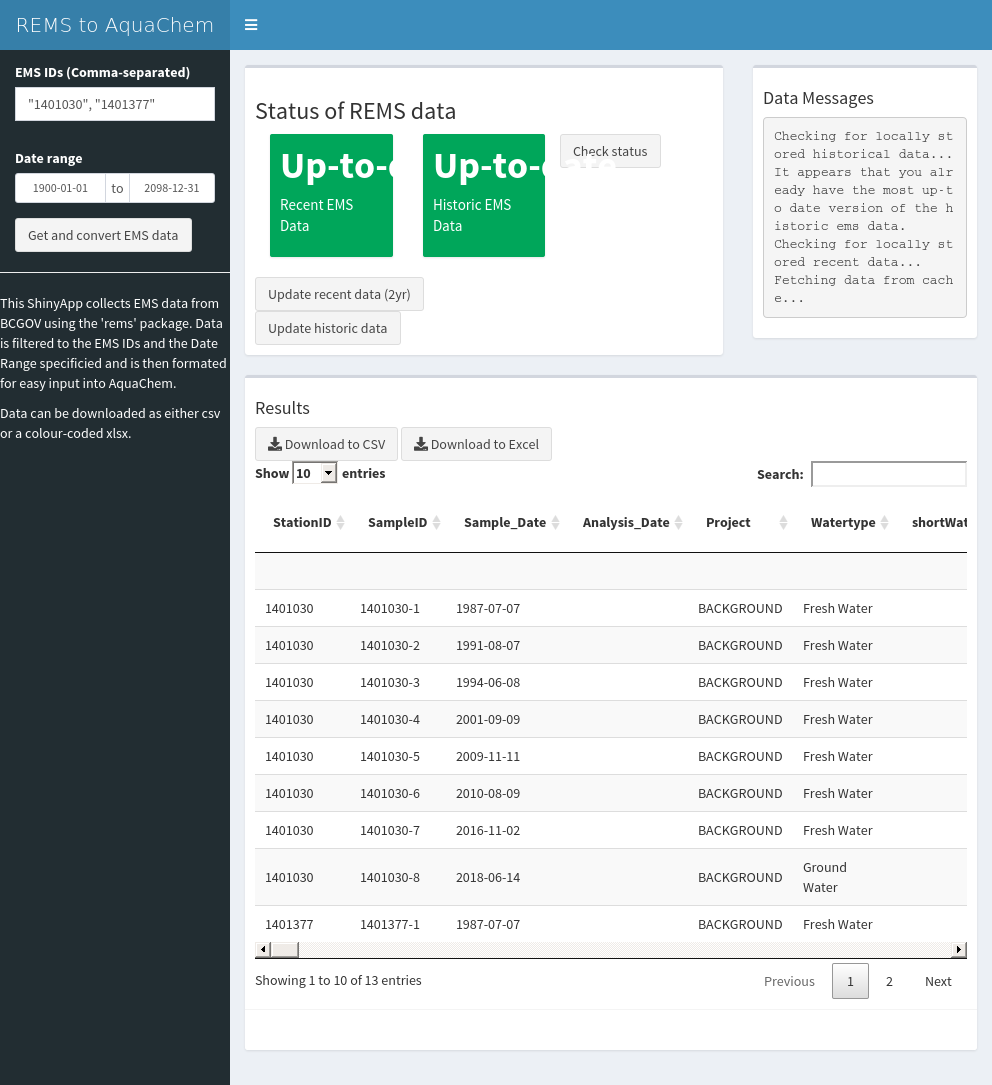 REMS to AquaChem
EMS IDs (Comma-separated)
"1401030", "1401377"
Date range
1900-01-01 to 2098-12-31
Get and convert EMS data
This ShinyApp collects EMS data from
BCGOV using the 'rems' package. Data
is filtered to the EMS IDs and the Date
Range specificied and is then formated
for easy input into AquaChem.
Data can be downloaded as either csv
or a colour-coded xlsx.
Status of REMS data
Up-to-d
Recent EMS
Data
Up-to-date
Historic EMS
Data
Check status
Update recent data (2yr)
Update historic data
Data Messages
Checking for locally st
ored historical data...
It appears that you alr
eady have the most up-t
o date version of the h
istoric ems data.
Checking for locally st
ored recent data...
Fetching data from cach
e...
Results
Download to CSV Download to Excel
Show 10 entries Search:
StationID SampleID Sample_Date Analysis_Date Project Watertype shortWat
1401030 1401030-1 1987-07-07 BACKGROUND Fresh Water
1401030 1401030-2 1991-08-07 BACKGROUND Fresh Water
1401030 1401030-3 1994-06-08 BACKGROUND Fresh Water
1401030 1401030-4 2001-09-09 BACKGROUND Fresh Water
1401030 1401030-5 2009-11-11 BACKGROUND Fresh Water
1401030 1401030-6 2010-08-09 BACKGROUND Fresh Water
1401030 1401030-7 2016-11-02 BACKGROUND Fresh Water
1401030 1401030-8 2018-06-14 BACKGROUND Ground
Water
1401377 1401377-1 1987-07-07 BACKGROUND Fresh Water
Showing 1 to 10 of 13 entries Previous 1 2 Next